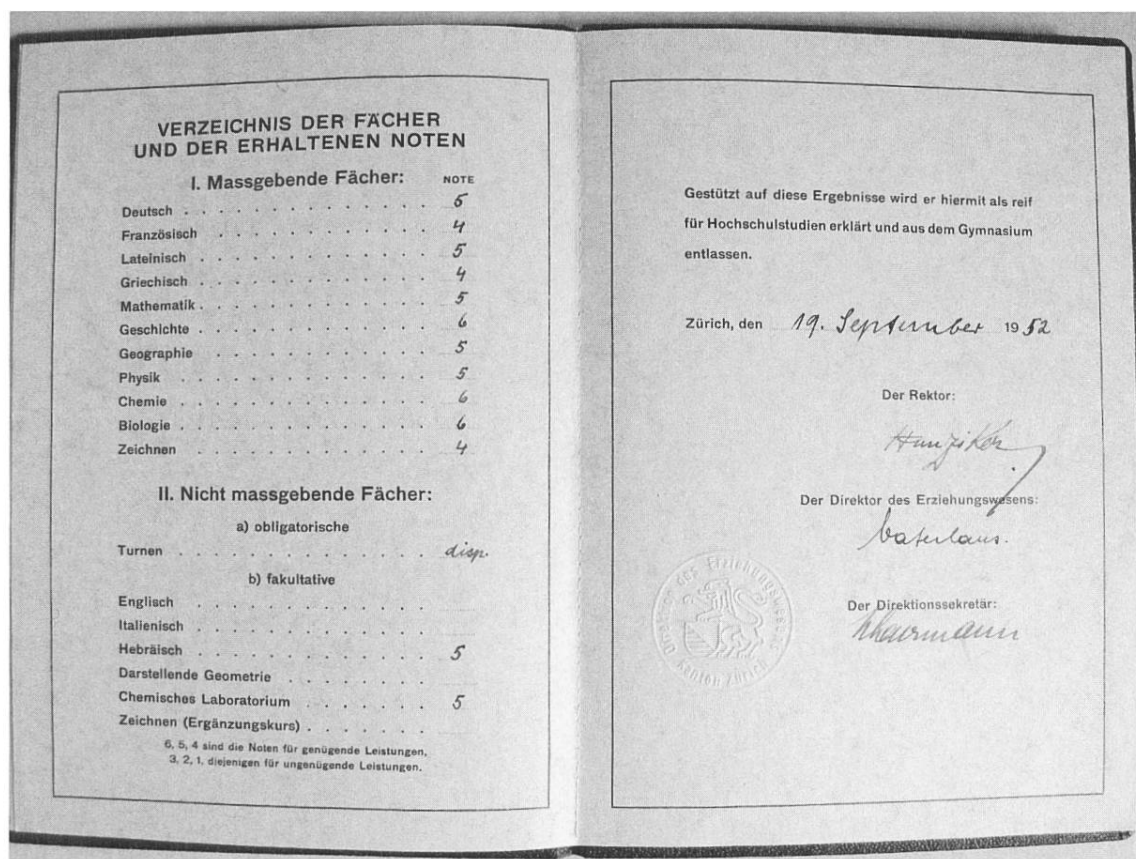 VERZEICHNIS DER FÄCHER
UND DER ERHALTENEN NOTEN
I. Massgebende Fächer: NOTE
Deutsch . . . . . . . . . . . . . . 5
Französisch . . . . . . . . . . . . 4
Lateinisch . . . . . . . . . . . . . 5
Griechisch . . . . . . . . . . . . . 4
Mathematik . . . . . . . . . . . . . 5
Geschichte . . . . . . . . . . . . . 6
Geographie . . . . . . . . . . . . 5
Physik . . . . . . . . . . . . . . 5
Chemie . . . . . . . . . . . . . . 6
Biologie . . . . . . . . . . . . . . 6
Zeichnen . . . . . . . . . . . . . 4
II. Nicht massgebende Fächer:
a) obligatorische
Turnen . . . . . . . . . . . . . . disp.
b) fakultative
Englisch . . . . . . . . . . . . .
Italienisch . . . . . . . . . . . . .
Hebräisch . . . . . . . . . . . . . 5
Darstellende Geometrie . . . . . . . .
Chemisches Laboratorium . . . . . . . 5
Zeichnen (Ergänzungskurs) . . . . . . .
6, 5, 4 sind die Noten für genügende Leistungen,
3, 2, 1, diejenigen für ungenügende Leistungen.
Gestützt auf diese Ergebnisse wird er hiermit als reif
für Hochschulstudien erklärt und aus dem Gymnasium
entlassen.
Zürich, den 19. September 1952
Der Rektor:
Hunziker
Der Direktor des Erziehungswesens:
Vaterlaus.
Der Direktionssekretär:
Direktion des Erziehungswesens
Kanton Zürich